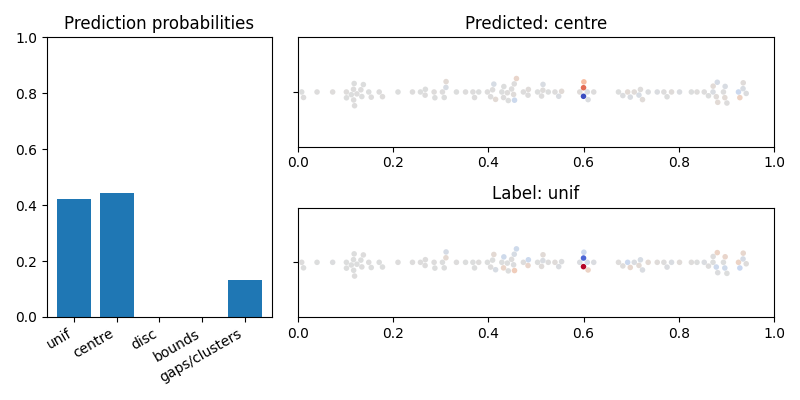 Prediction probabilities
1.0
0.8
0.6
0.4
0.2
0.0
unif
centre
disc
bounds
gaps/clusters
Predicted: centre
0.0 0.2 0.4 0.6 0.8 1.0
Label: unif
0.0 0.2 0.4 0.6 0.8 1.0